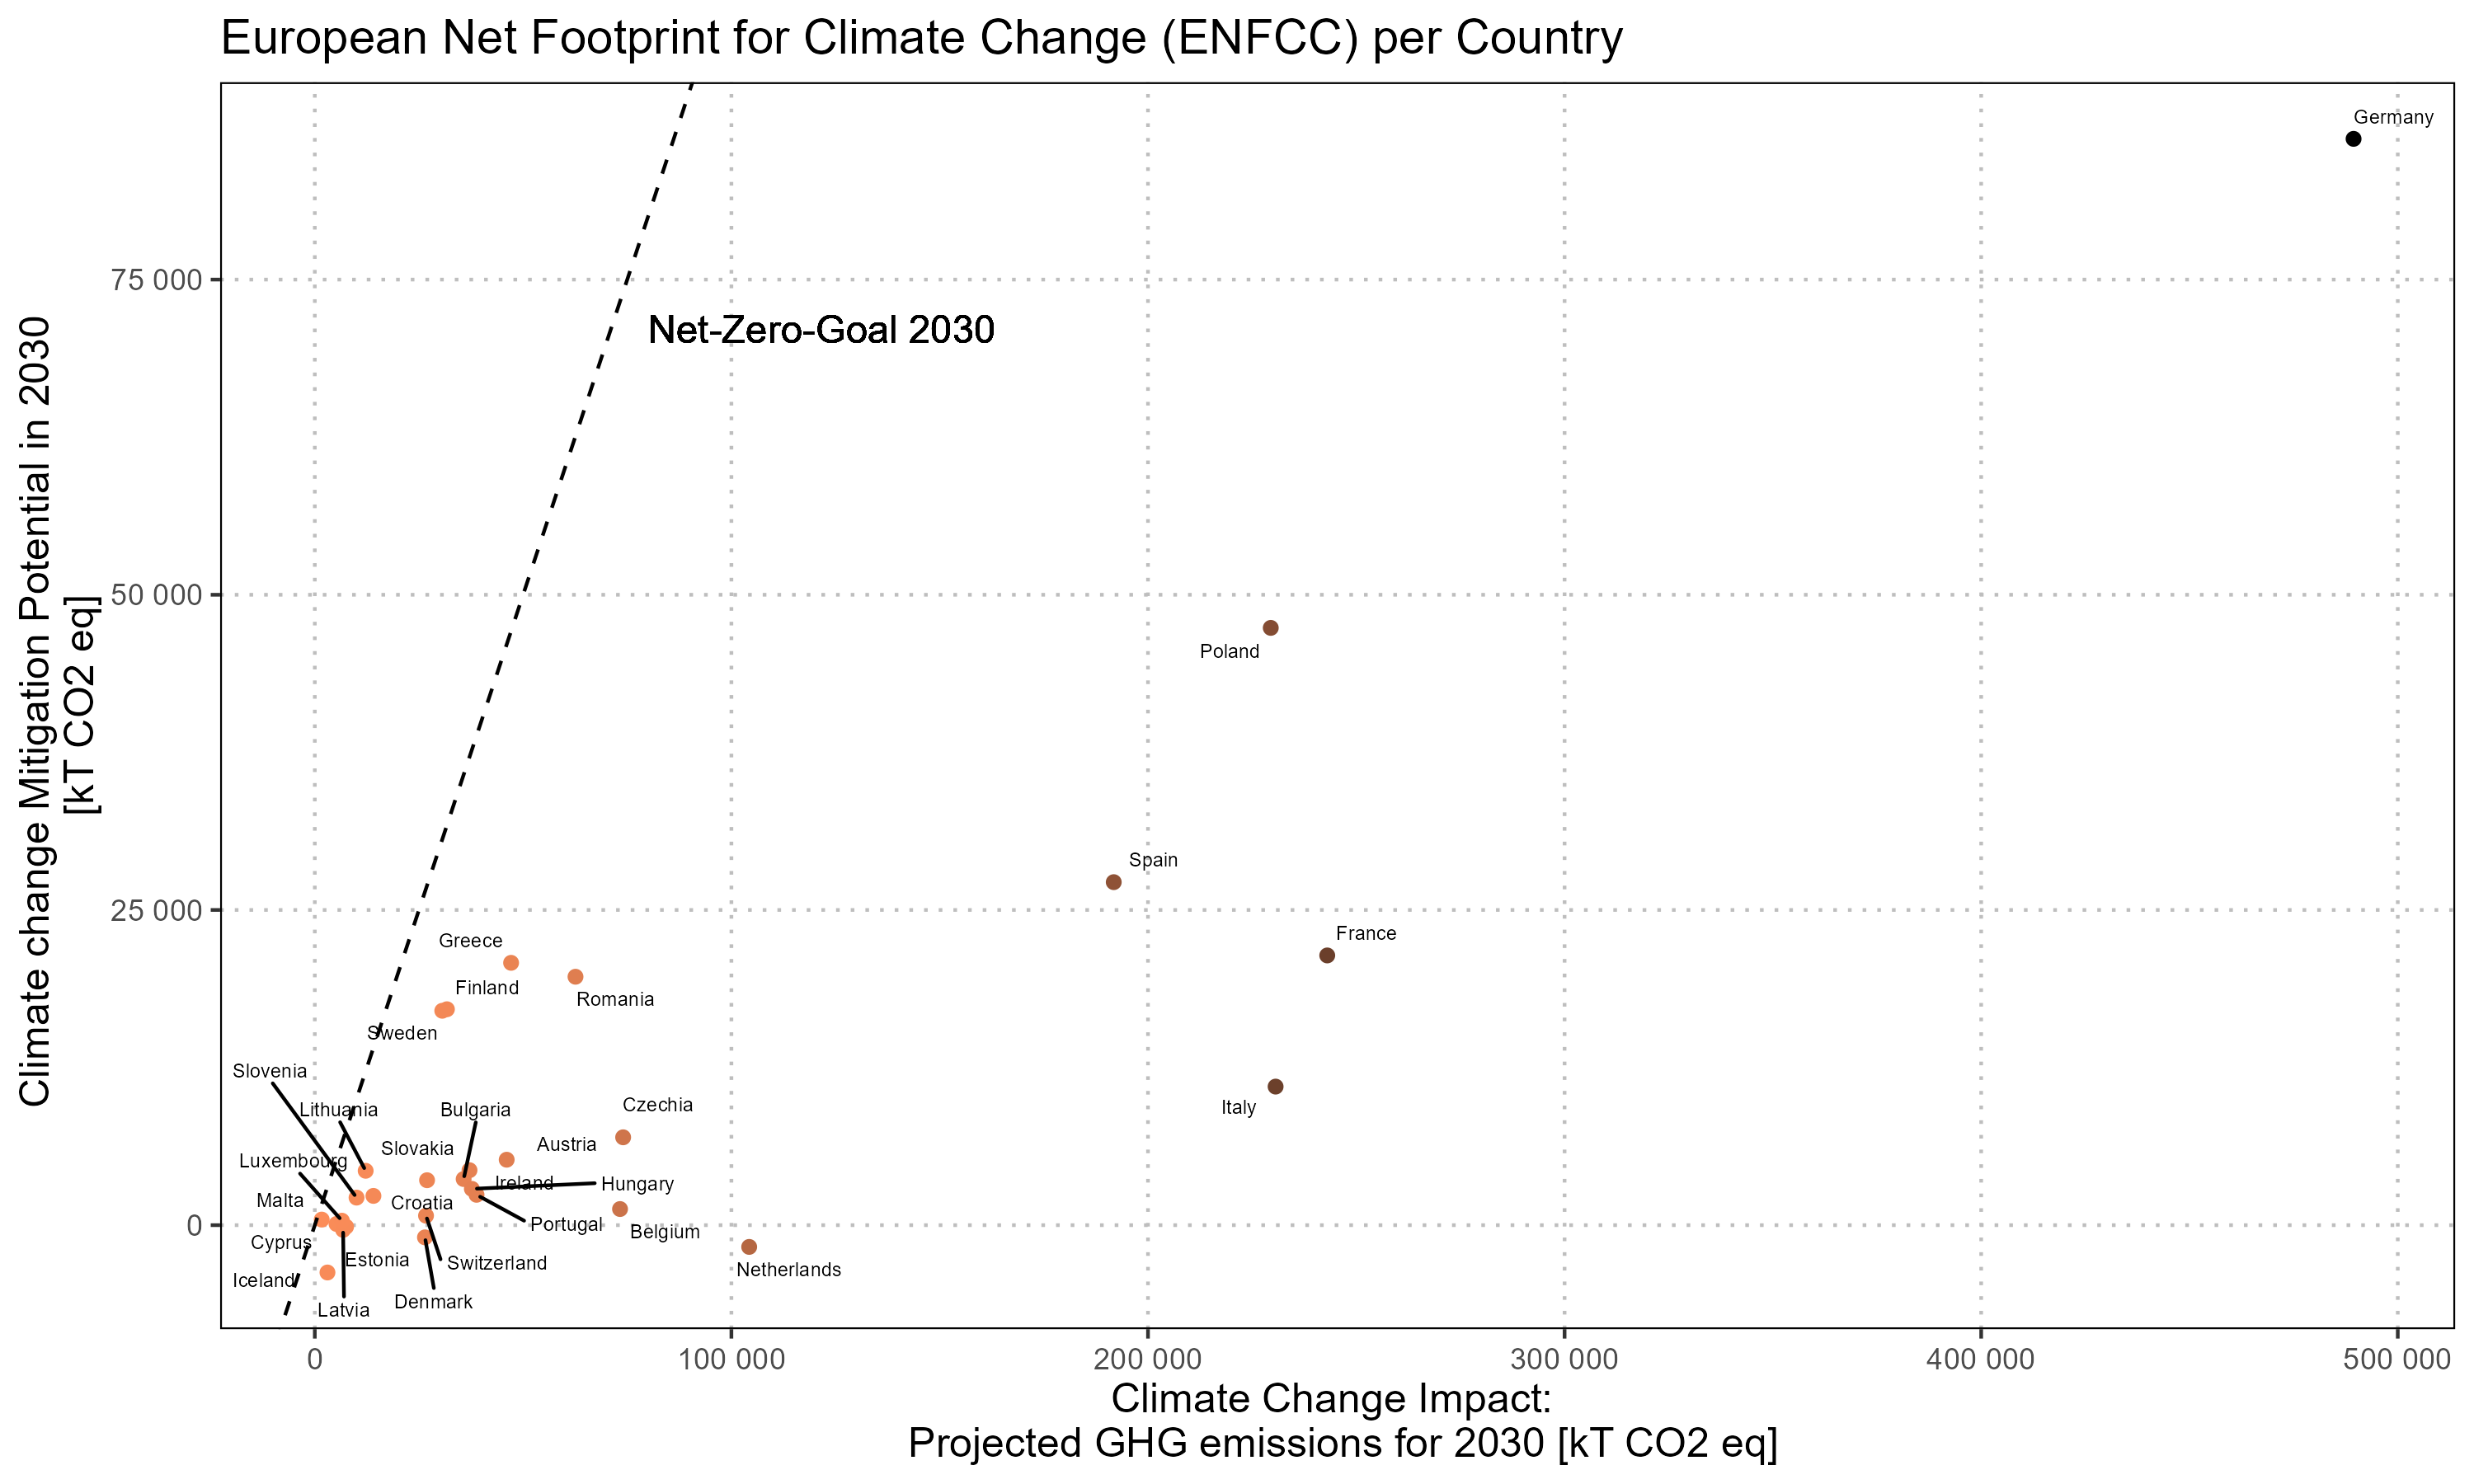 European Net Footprint for Climate Change (ENFCC) per Country
Germany
75 000
Net-Zero-Goal 2030
Climate change Mitigation Potential in 2030
[kT CO2 eq]
50 000
Poland
Spain
25 000
France
Greece
Finland
Romania
Sweden
Slovenia
Lithuania
Bulgaria
Czechia
Italy
Slovakia
Austria
Luxembourg
Ireland
Hungary
Malta
Croatia
0
Portugal
Belgium
Cyprus
Estonia
Switzerland
Netherlands
Iceland
Latvia
Denmark
0
100 000
200 000
300 000
400 000
500 000
Climate Change Impact:
Projected GHG emissions for 2030 [kT CO2 eq]